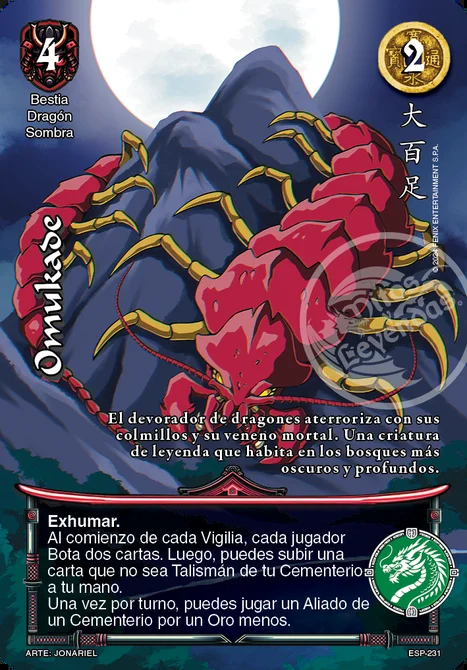 4
Bestia
Dragón
Sombra
2
大百足
Omukade
MITOS
Leyendas
El devorador de dragones aterroriza con sus
colmillos y su veneno mortal. Una criatura
de leyenda que habita en los bosques más
oscuros y profundos.
Exhumar.
Al comienzo de cada Vigilia, cada jugador
Bota dos cartas. Luego, puedes subir una
carta que no sea Talismán de tu Cementerio
a tu mano.
Una vez por turno, puedes jugar un Aliado de
un Cementerio por un Oro menos.
ARTE: JONARIEL
ESP-231